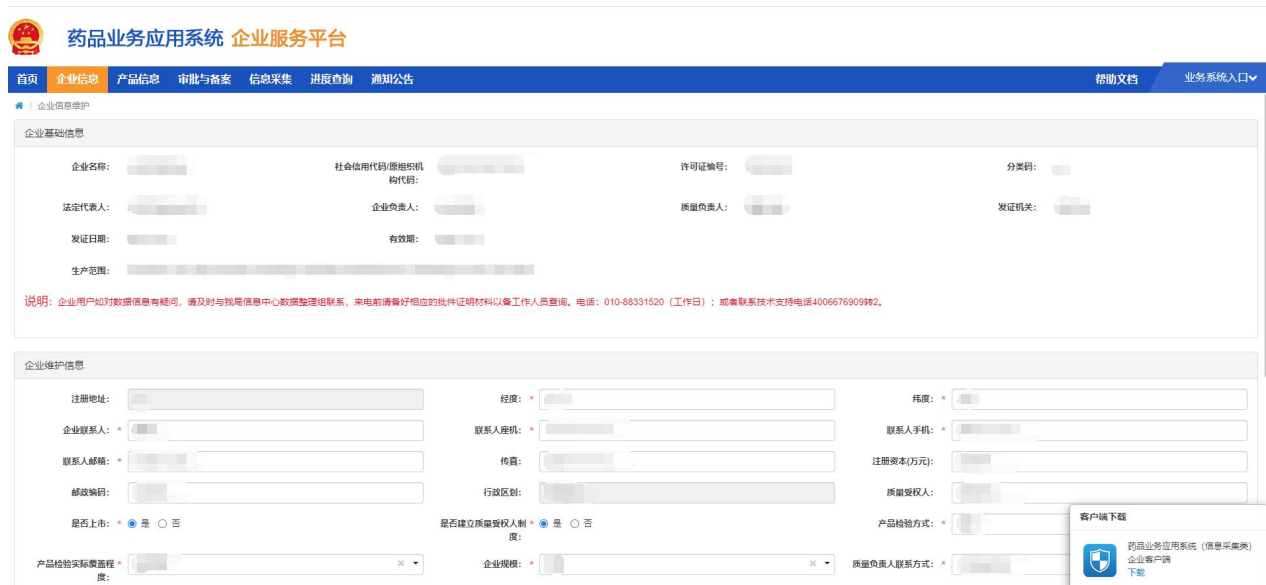 药品业务应用系统 企业服务平台
首页 企业信息 产品信息 审批与备案 信息采集 进度查询 通知公告 帮助文档 业务系统入口
/ 企业信息维护
企业基础信息
企业名称: 社会信用代码/原组织机构代码: 许可证编号: 分类码:
法定代表人: 企业负责人: 质量负责人: 发证机关:
发证日期: 有效期:
生产范围:
说明: 企业用户如对数据信息有疑问，请及时与我局信息中心数据整理组联系，来电前请备好相应的批件证明材料以备工作人员查询。电话：010-88331520（工作日）；或者联系技术支持电话4006676909转2。
企业维护信息
注册地址: 经度: * 纬度: *
企业联系人: * 联系人座机: * 联系人手机: *
联系人邮箱: * 传真: 注册资本(万元):
邮政编码: 行政区划: 质量受权人:
是否上市: * 是 否 是否建立质量受权人制度: * 是 否 产品检验方式: *
产品检验实际覆盖程度: * 企业规模: * 质量负责人联系方式: *
客户端下载
药品业务应用系统（信息采集类）
企业客户端
下载